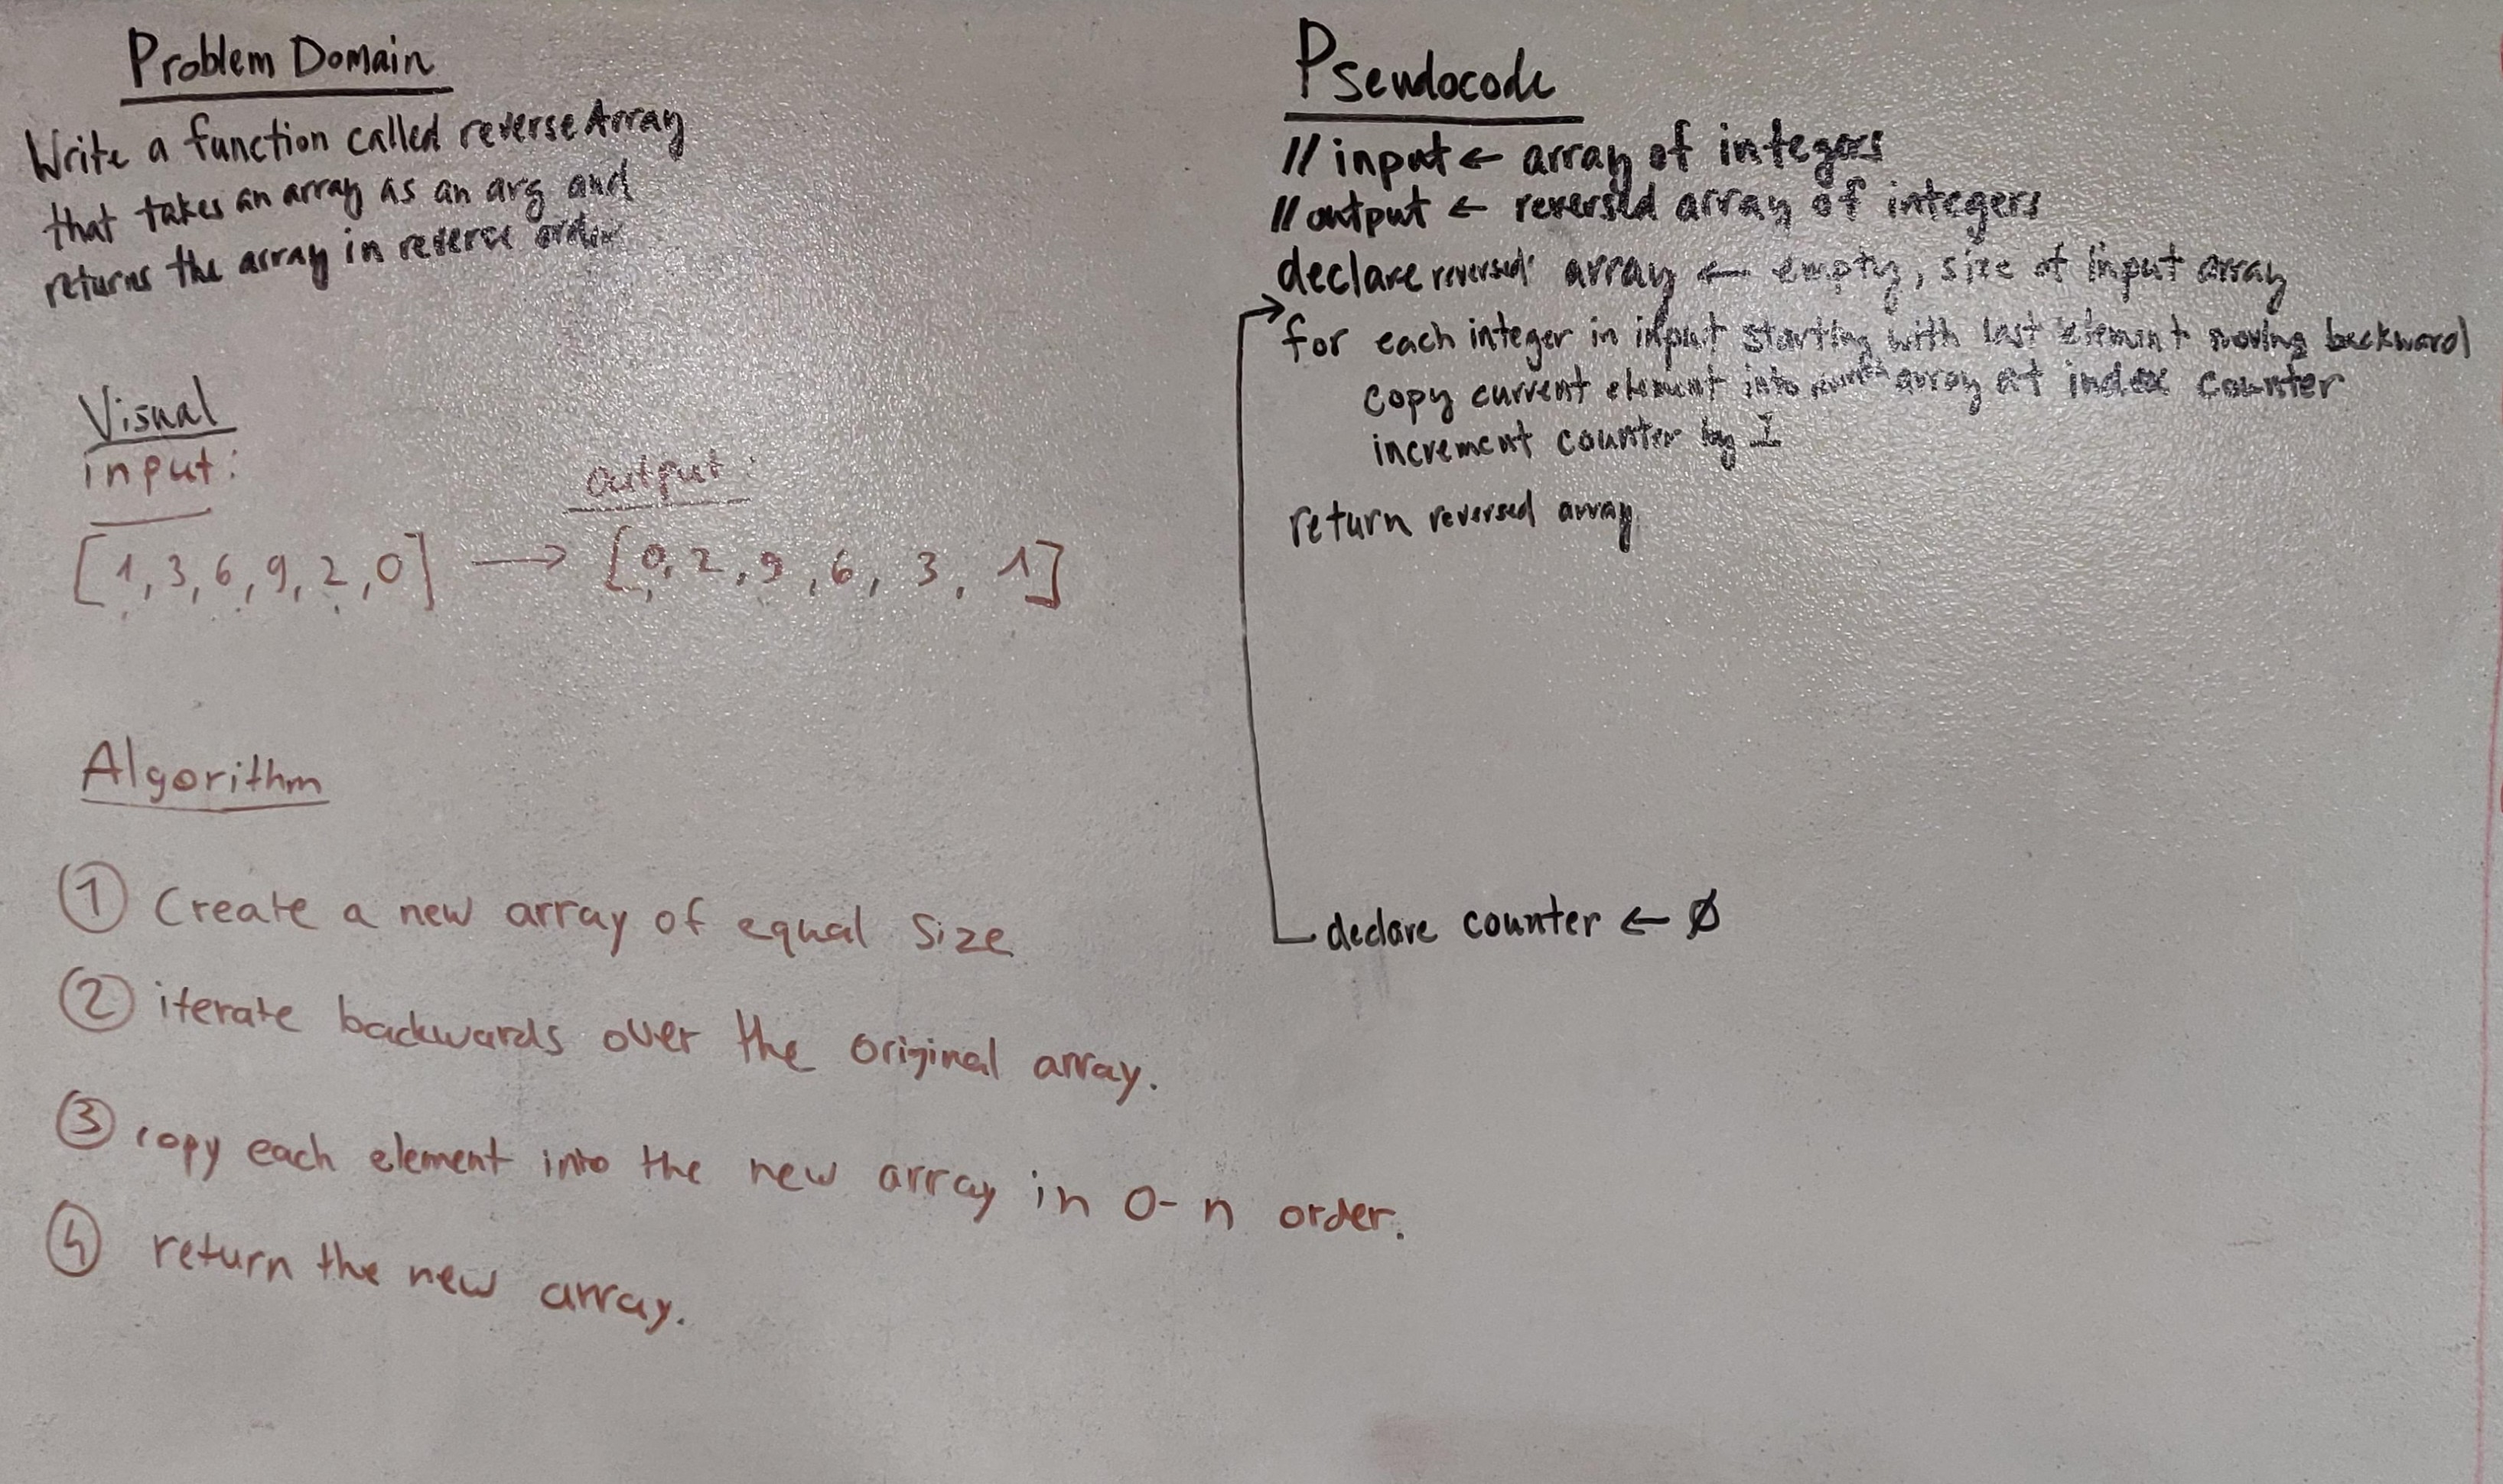 Problem Domain
Write a function called reverseArray
that takes an array as an arg and
returns the array in reverse order
Visual
input:
output:
[1,3,6,9,2,0] → [0,2,9,6,3,1]
Algorithm
① Create a new array of equal size
② iterate backwards over the original array.
③ copy each element into the new array in 0-n order.
④ return the new array.
Pseudocode
// input ← array of integers
// output ← reversed array of integers
declare reversed array ← empty, size of input array
for each integer in input starting with last element moving backward
copy current element into array at index counter
increment counter by 1
return reversed array
declare counter ← Ø